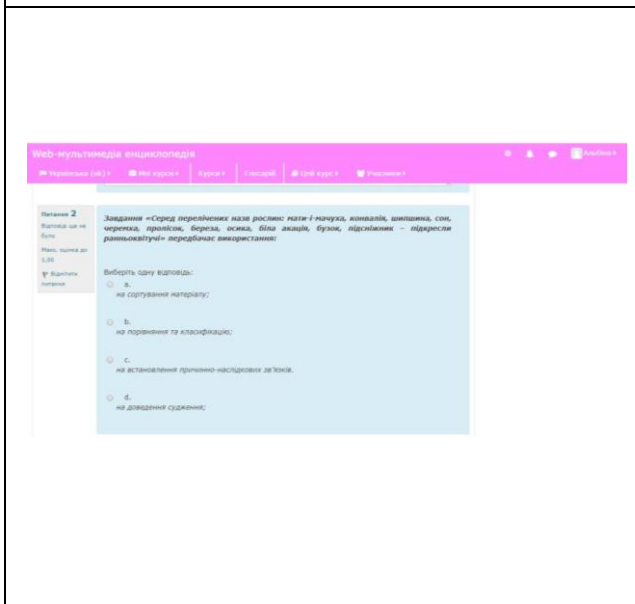 Web-мультимедіа енциклопедія
Альбіна
Українська (uk) Мої курси Курси Глосарій Цей курс Учасники
Питання 2
Відповіді ще не було
Макс. оцінка до 1,00
Відмітити питання
Завдання «Серед перелічених назв рослин: мати-і-мачуха, конвалія, шипшина, сон,
черемха, пролісок, береза, осика, біла акація, бузок, підсніжник – підкресли
ранньоквітучі» передбачає використання:
Виберіть одну відповідь:
a.
на сортування матеріалу;
b.
на порівняння та класифікацію;
c.
на встановлення причинно-наслідкових зв'язків.
d.
на доведення судження;